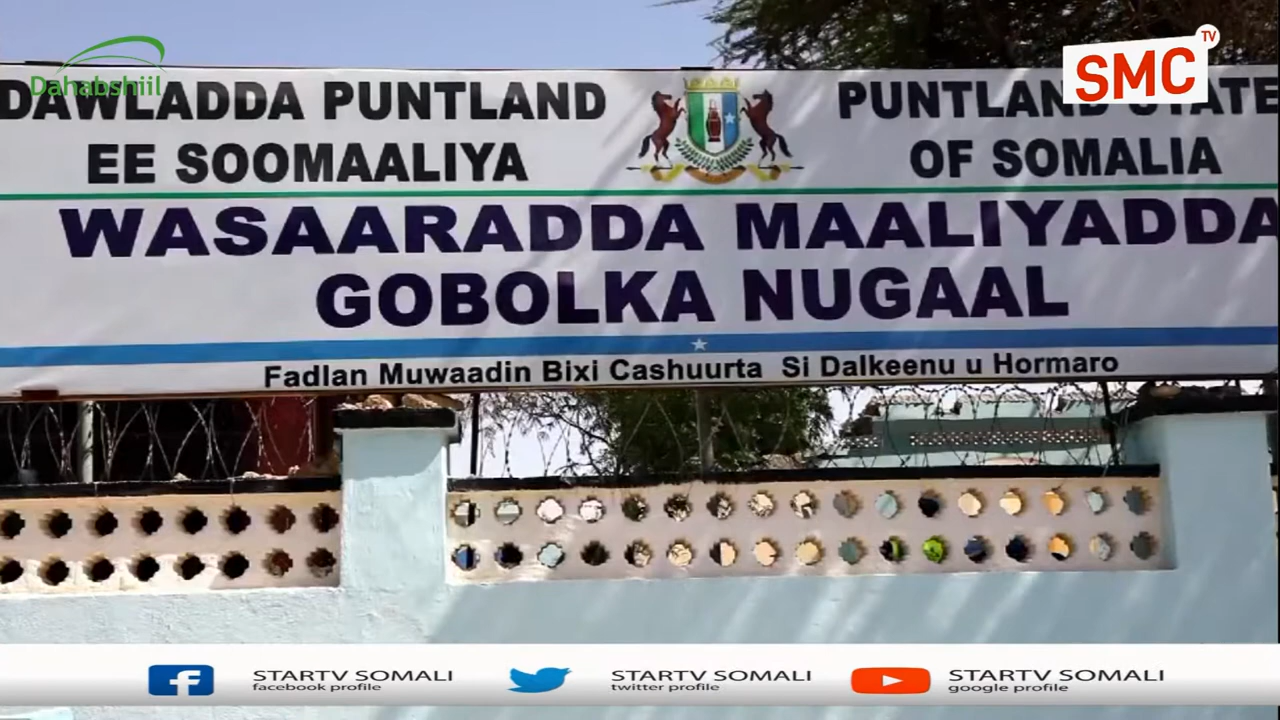 Dahabshiil
SMC TV
DAWLADDA PUNTLAND
EE SOOMAALIYA
PUNTLAND STATE
OF SOMALIA
WASAARADDA MAALIYADDA
GOBOLKA NUGAAL
Fadlan Muwaadin Bixi Cashuurta Si Dalkeenu u Hormaro
STARTV SOMALI
facebook profile
STARTV SOMALI
twitter profile
STARTV SOMALI
google profile